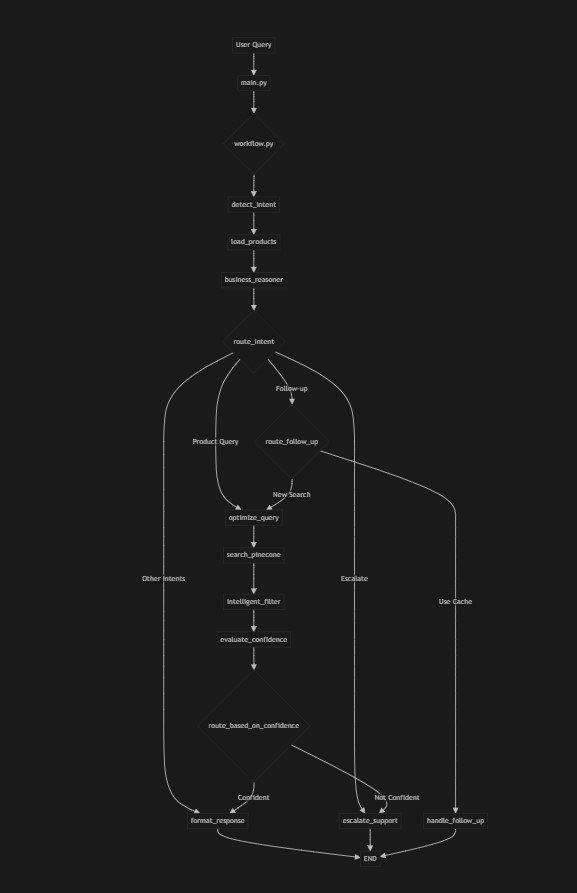 User Query
main.py
workflow.py
detect_intent
load_products
business_reasoner
route_intent
Follow-up
Product Query
route_follow_up
New Search
optimize_query
search_pinecone
Other Intents
Escalate
intelligent_filter
Use Cache
evaluate_confidence
route_based_on_confidence
Confident
Not Confident
format_response
escalate_support
handle_follow_up
END